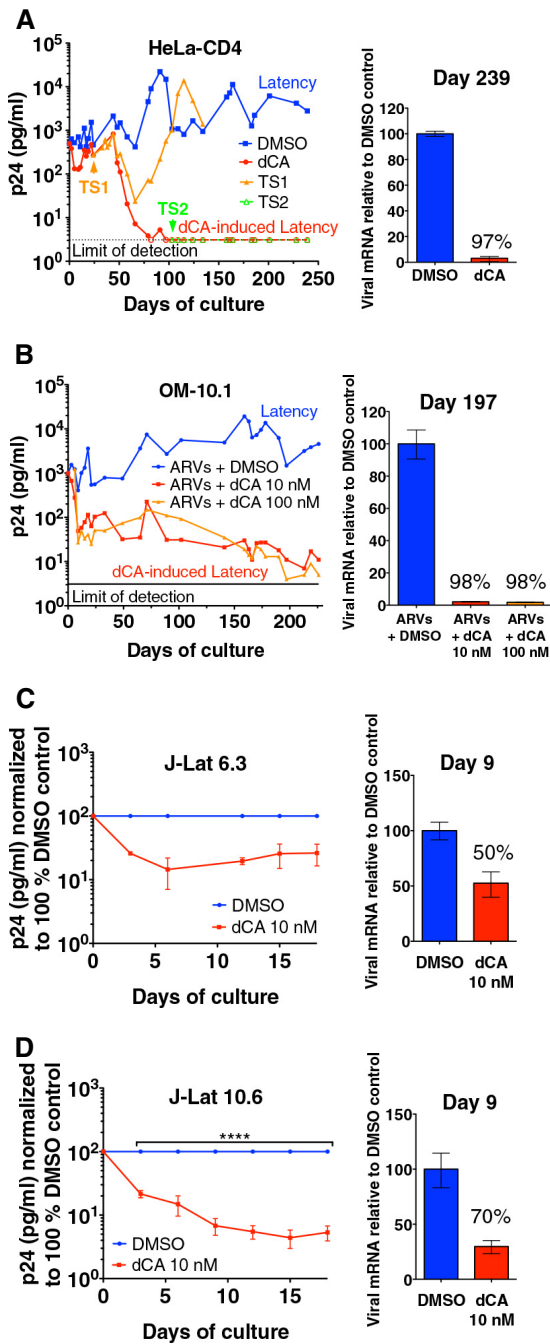 A
HeLa-CD4
p24 (pg/ml)
10⁵
10⁴
10³
10²
10¹
10⁰
Latency
DMSO
dCA
TS1
TS2
TS1
TS2
dCA-induced Latency
Limit of detection
0 50 100 150 200 250
Days of culture
Day 239
Viral mRNA relative to DMSO control
120
100
80
60
40
20
0
97%
DMSO dCA
B
OM-10.1
p24 (pg/ml)
10⁵
10⁴
10³
10²
10¹
10⁰
Latency
ARVs + DMSO
ARVs + dCA 10 nM
ARVs + dCA 100 nM
dCA-induced Latency
Limit of detection
0 50 100 150 200
Days of culture
Day 197
Viral mRNA relative to DMSO control
120
100
80
60
40
20
0
98% 98%
ARVs ARVs ARVs
+ DMSO + dCA + dCA
10 nM 100 nM
C
J-Lat 6.3
p24 (pg/ml) normalized
to 100 % DMSO control
10³
10²
10¹
10⁰
DMSO
dCA 10 nM
0 5 10 15
Days of culture
Day 9
Viral mRNA relative to DMSO control
150
100
50
0
50%
DMSO dCA
10 nM
D
J-Lat 10.6
p24 (pg/ml) normalized
to 100 % DMSO control
10³
10²
10¹
10⁰
****
DMSO
dCA 10 nM
0 5 10 15
Days of culture
Day 9
Viral mRNA relative to DMSO control
150
100
50
0
70%
DMSO dCA
10 nM